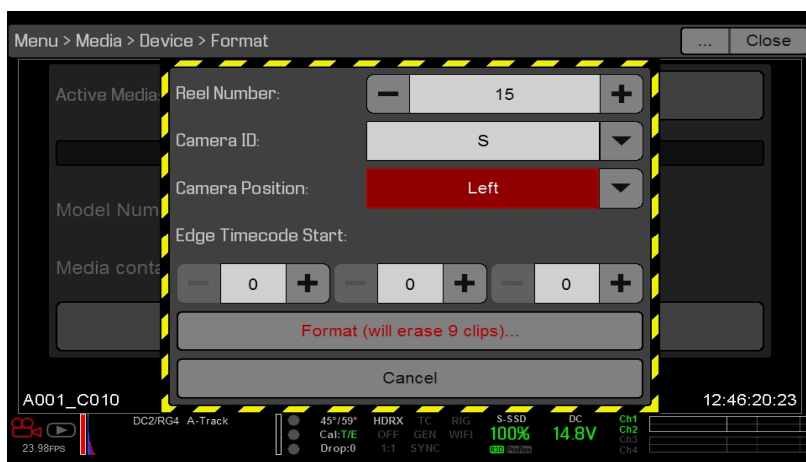 Menu > Media > Device > Format
...
Close
Active Media:
Reel Number:
15
Camera ID:
S
Camera Position:
Left
Model Num
Edge Timecode Start:
Media conta
0
0
0
Format (will erase 9 clips)...
Cancel
A001_C010
12:46:20:23
DC2/RG4 A-Track
45°/59° HDRX TC RIG S-SSD DC Ch1
Cal:T/E OFF GEN WIFI 100% 14.8V Ch2
23.98FPS
Drop:0 1:1 SYNC R3D ProRes Ch3
Ch4